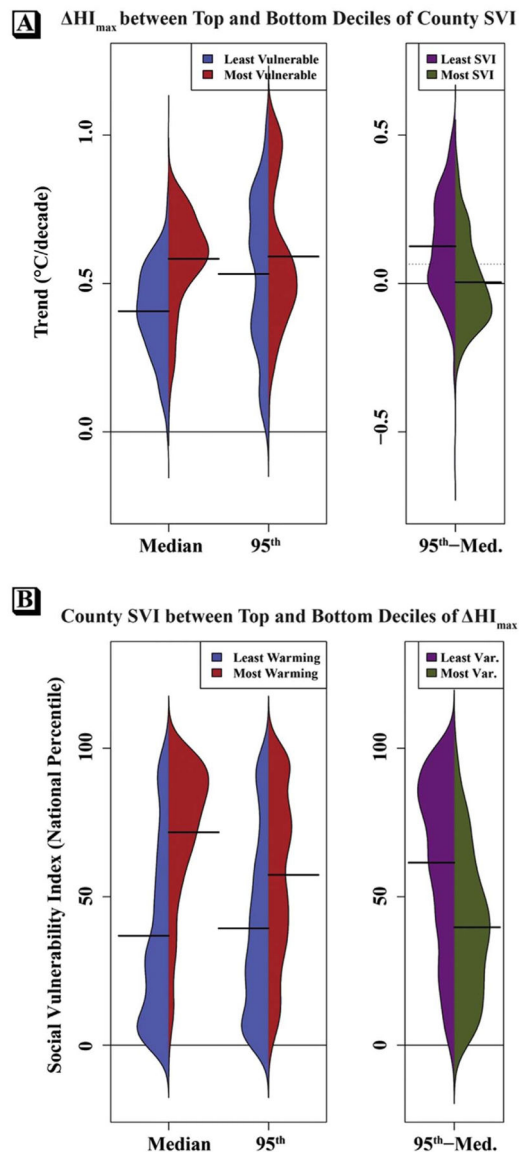 A ΔHImax between Top and Bottom Deciles of County SVI
Least Vulnerable
Most Vulnerable
Least SVI
Most SVI
Trend (°C/decade)
1.0
0.5
0.0
0.5
0.0
−0.5
Median 95th 95th−Med.
B County SVI between Top and Bottom Deciles of ΔHImax
Least Warming
Most Warming
Least Var.
Most Var.
Social Vulnerability Index (National Percentile)
100
50
0
100
50
0
Median 95th 95th−Med.